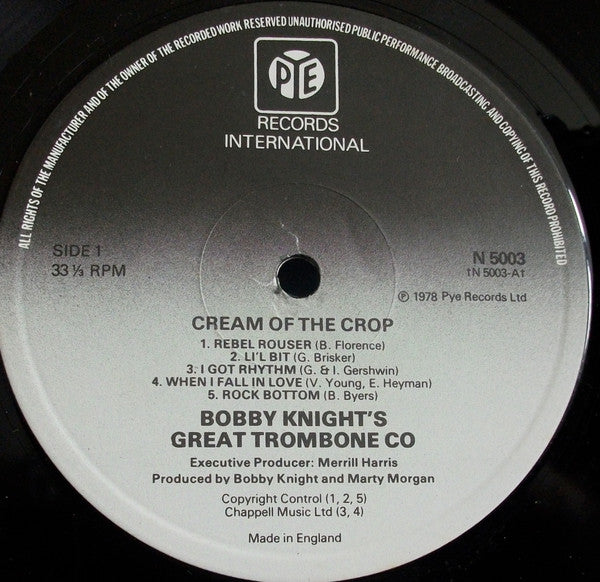 ALL RIGHTS OF THE MANUFACTURER AND OF THE OWNER OF THE RECORDED WORK RESERVED UNAUTHORISED PUBLIC PERFORMANCE BROADCASTING AND COPYING OF THIS RECORD PROHIBITED
PYE
RECORDS
INTERNATIONAL
SIDE 1
33 ⅓ RPM
N 5003
†N 5003-A†
℗ 1978 Pye Records Ltd
CREAM OF THE CROP
1. REBEL ROUSER (B. Florence)
2. LI'L BIT (G. Brisker)
3. I GOT RHYTHM (G. & I. Gershwin)
4. WHEN I FALL IN LOVE (V. Young, E. Heyman)
5. ROCK BOTTOM (B. Byers)
BOBBY KNIGHT'S
GREAT TROMBONE CO
Executive Producer: Merrill Harris
Produced by Bobby Knight and Marty Morgan
Copyright Control (1, 2, 5)
Chappell Music Ltd (3, 4)
Made in England